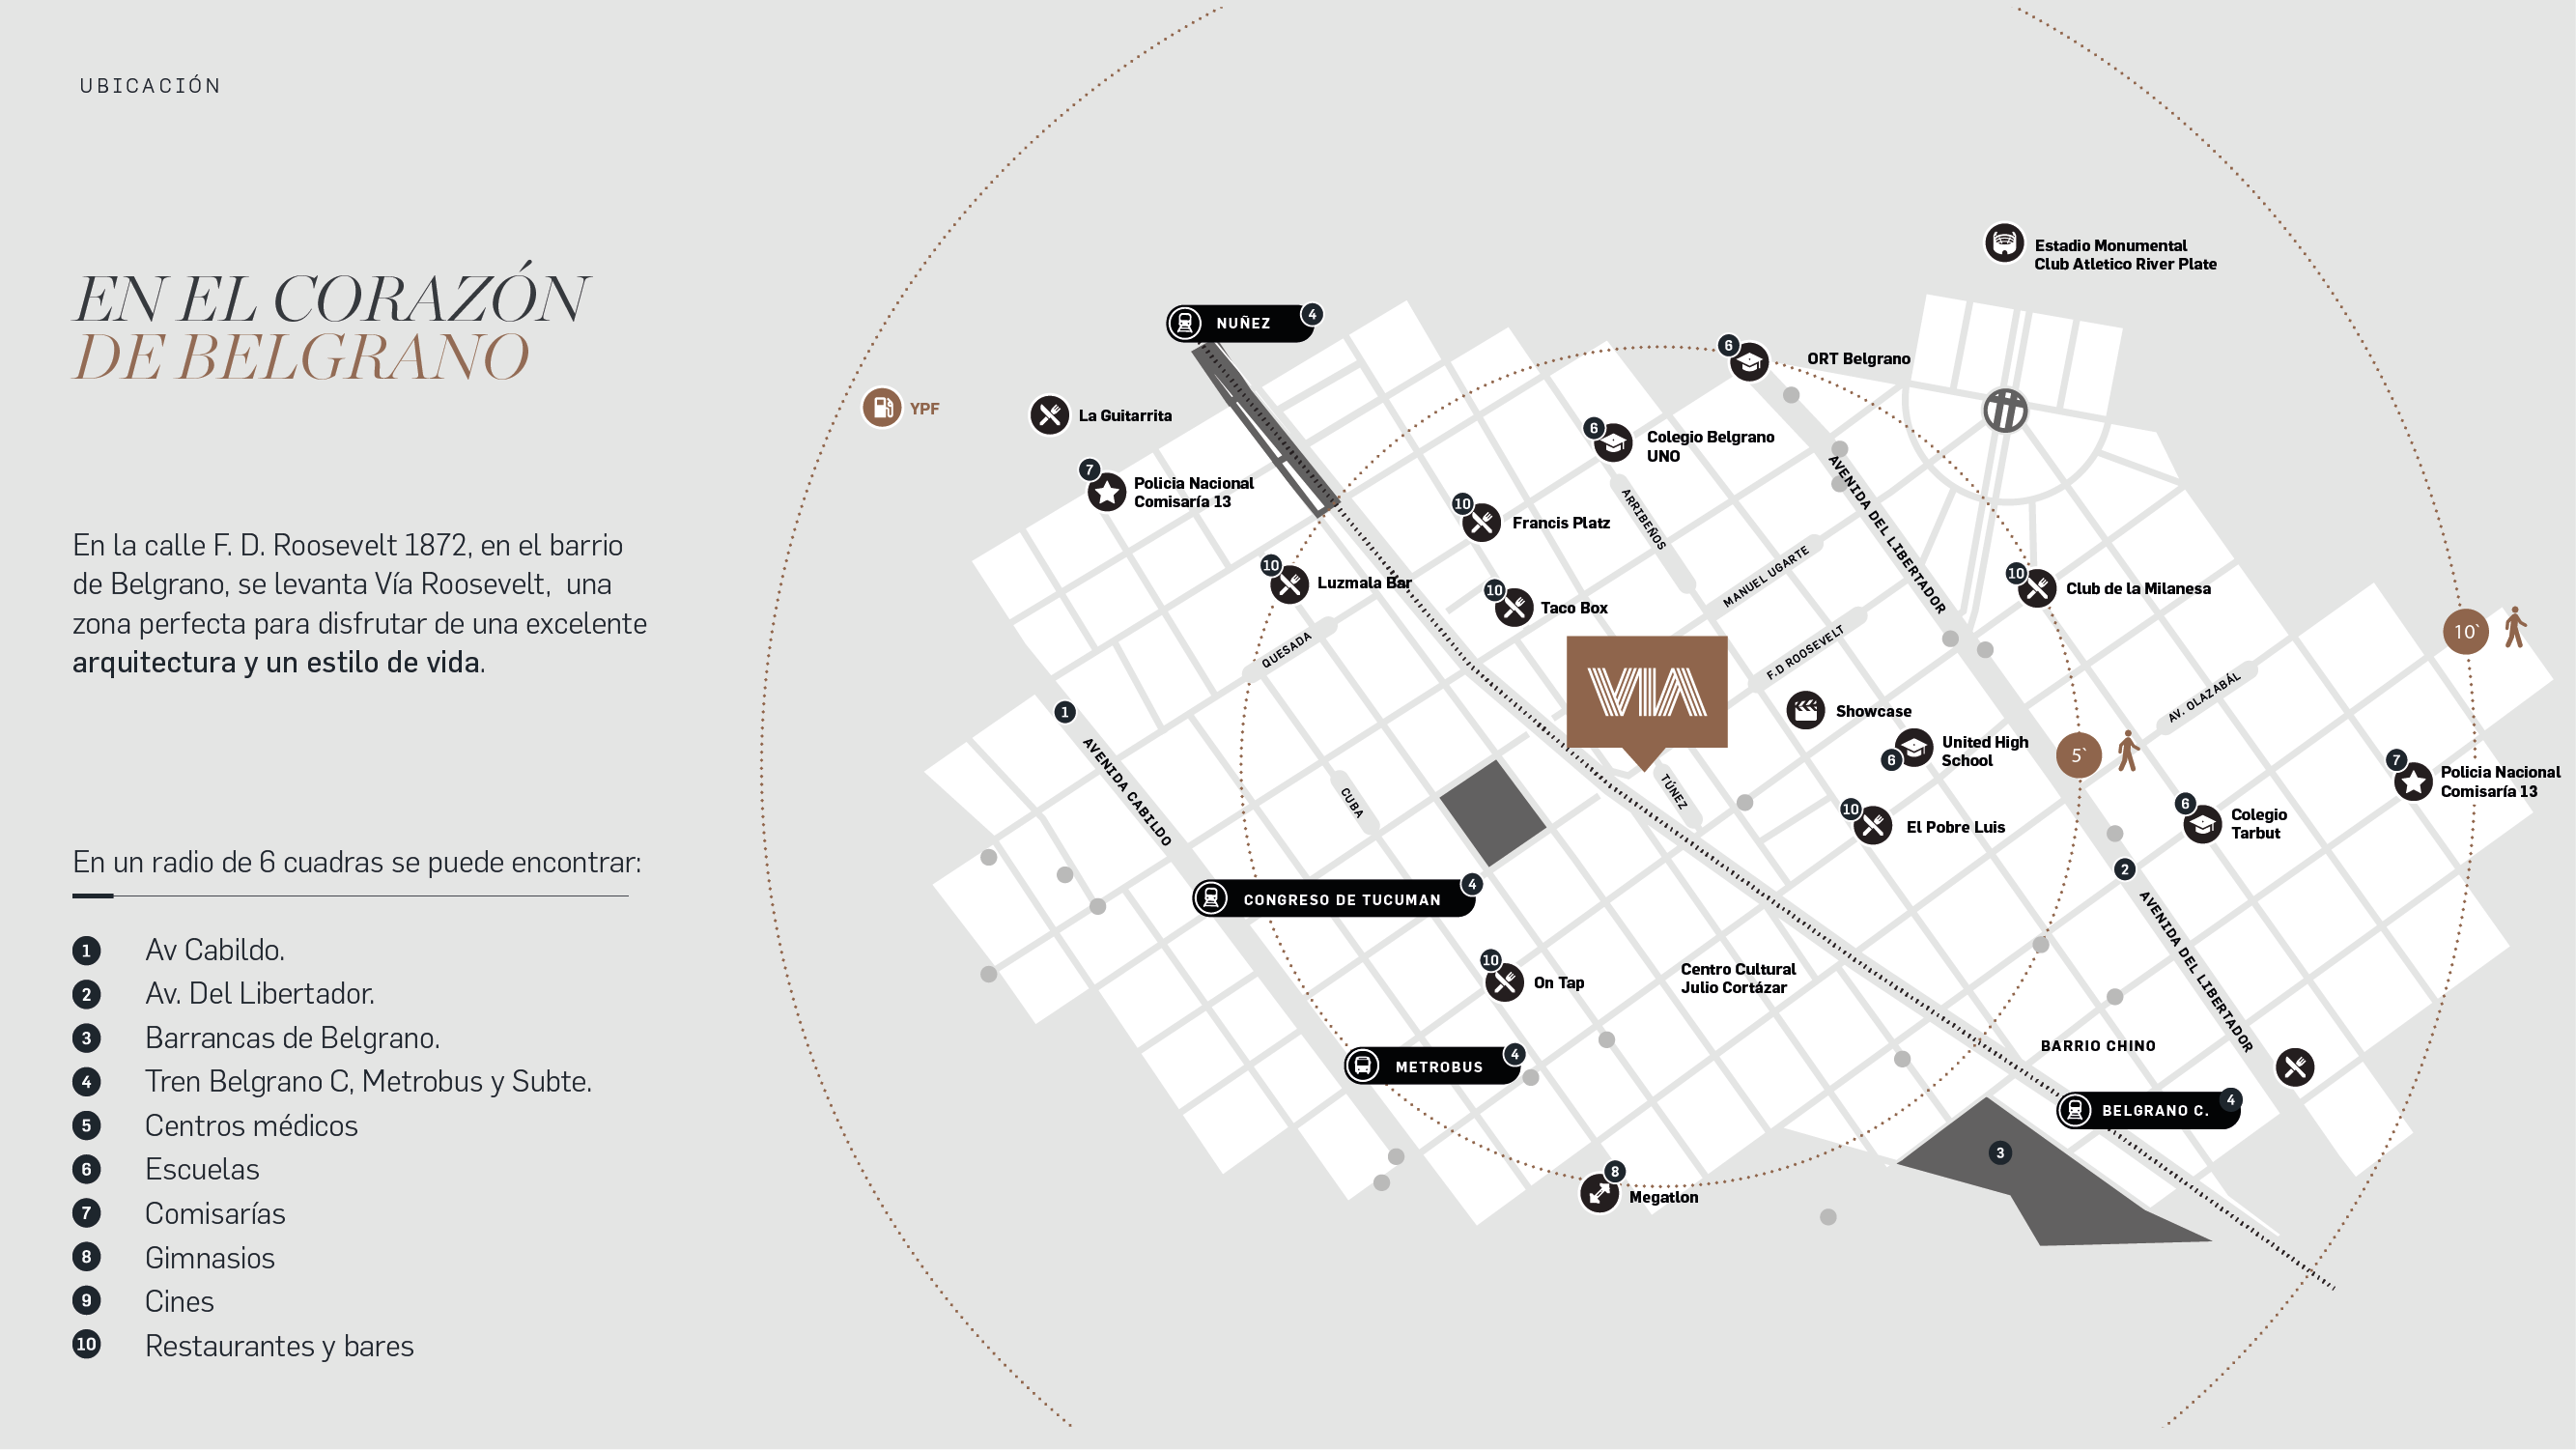 UBICACIÓN
EN EL CORAZÓN
DE BELGRANO
En la calle F. D. Roosevelt 1872, en el barrio
de Belgrano, se levanta Vía Roosevelt, una
zona perfecta para disfrutar de una excelente
arquitectura y un estilo de vida.
En un radio de 6 cuadras se puede encontrar:
1 Av Cabildo.
2 Av. Del Libertador.
3 Barrancas de Belgrano.
4 Tren Belgrano C, Metrobus y Subte.
5 Centros médicos
6 Escuelas
7 Comisarías
8 Gimnasios
9 Cines
10 Restaurantes y bares
Estadio Monumental
Club Atletico River Plate
NUÑEZ 4
6 ORT Belgrano
YPF
La Guitarrita
6 Colegio Belgrano
UNO
7 Policia Nacional
Comisaría 13
10 Francis Platz
ARRIBEÑOS
AVENIDA DEL LIBERTADOR
10 Luzmala Bar
10 Taco Box
MANUEL UGARTE
10 Club de la Milanesa
QUESADA
F.D ROOSEVELT
10`
VIA
1
AVENIDA CABILDO
Showcase
AV. OLAZABÁL
6 United High
School
5`
CUBA
TÚNEZ
7 Policia Nacional
Comisaría 13
10 El Pobre Luis
6 Colegio
Tarbut
2
AVENIDA DEL LIBERTADOR
CONGRESO DE TUCUMAN 4
10 On Tap
Centro Cultural
Julio Cortázar
BARRIO CHINO
METROBUS 4
BELGRANO C. 4
3
8 Megatlon